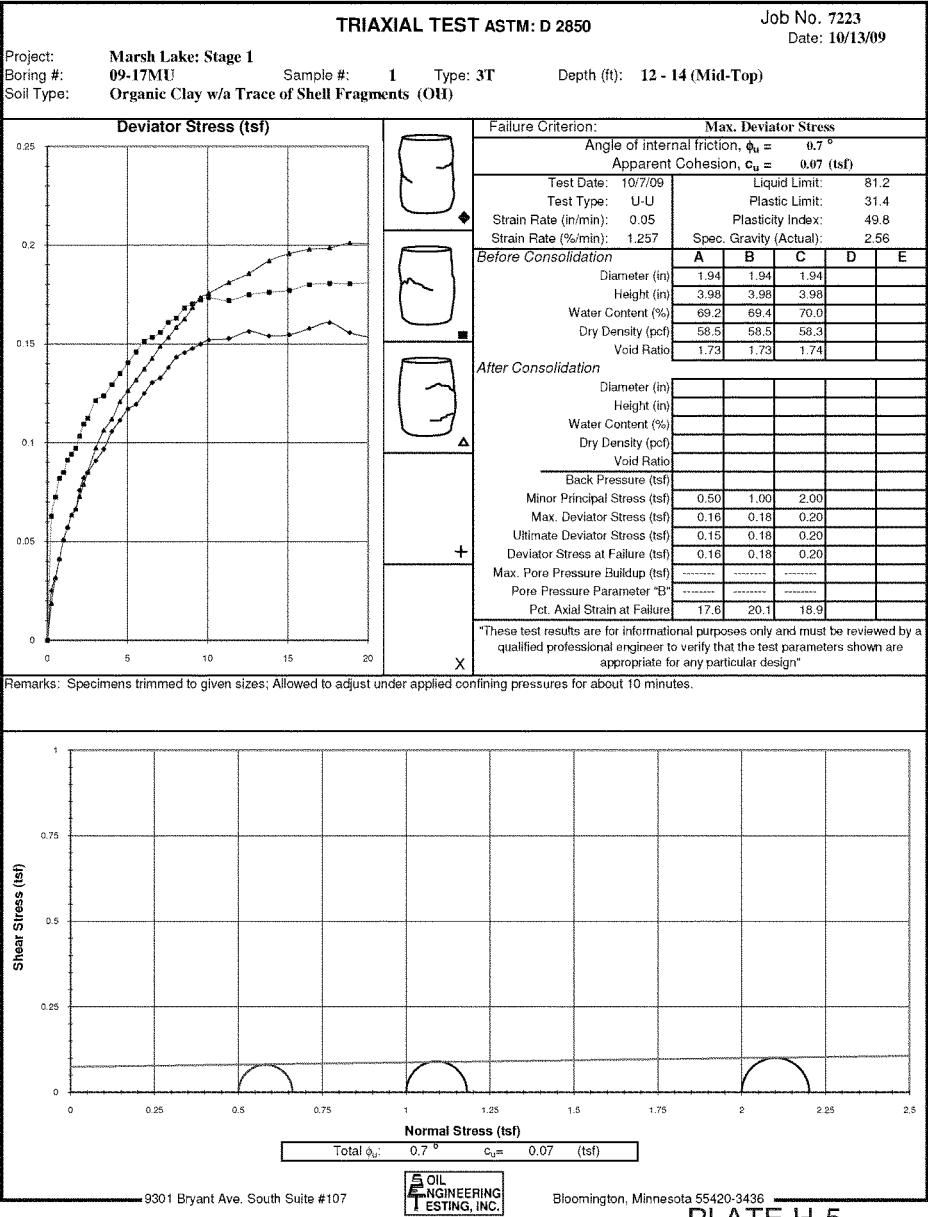 TRIAXIAL TEST ASTM: D 2850
Job No. 7223
Date: 10/13/09
Project: Marsh Lake: Stage 1
Boring #: 09-17MU Sample #: 1 Type: 3T Depth (ft): 12 - 14 (Mid-Top)
Soil Type: Organic Clay w/a Trace of Shell Fragments (OH)
Deviator Stress (tsf)
0.25
0.2
0.15
0.1
0.05
0
0 5 10 15 20
+
X
Failure Criterion: Max. Deviator Stress
Angle of internal friction, ϕu = 0.7 °
Apparent Cohesion, cu = 0.07 (tsf)
Test Date: 10/7/09 Liquid Limit: 81.2
Test Type: U-U Plastic Limit: 31.4
Strain Rate (in/min): 0.05 Plasticity Index: 49.8
Strain Rate (%/min): 1.257 Spec. Gravity (Actual): 2.56
Before Consolidation A B C D E
Diameter (in) 1.94 1.94 1.94
Height (in) 3.98 3.98 3.98
Water Content (%) 69.2 69.4 70.0
Dry Density (pcf) 58.5 58.5 58.3
Void Ratio 1.73 1.73 1.74
After Consolidation
Diameter (in)
Height (in)
Water Content (%)
Dry Density (pcf)
Void Ratio
Back Pressure (tsf)
Minor Principal Stress (tsf) 0.50 1.00 2.00
Max. Deviator Stress (tsf) 0.16 0.18 0.20
Ultimate Deviator Stress (tsf) 0.15 0.18 0.20
Deviator Stress at Failure (tsf) 0.16 0.18 0.20
Max. Pore Pressure Buildup (tsf) -------- -------- --------
Pore Pressure Parameter "B" -------- -------- --------
Pct. Axial Strain at Failure 17.6 20.1 18.9
"These test results are for informational purposes only and must be reviewed by a
qualified professional engineer to verify that the test parameters shown are
appropriate for any particular design"
Remarks: Specimens trimmed to given sizes; Allowed to adjust under applied confining pressures for about 10 minutes.
1
0.75
0.5
0.25
0
Shear Stress (tsf)
0 0.25 0.5 0.75 1 1.25 1.5 1.75 2 2.25 2.5
Normal Stress (tsf)
Total ϕu: 0.7 ° cu= 0.07 (tsf)
9301 Bryant Ave. South Suite #107
SOIL
ENGINEERING
TESTING, INC.
Bloomington, Minnesota 55420-3436
PLATE H-5